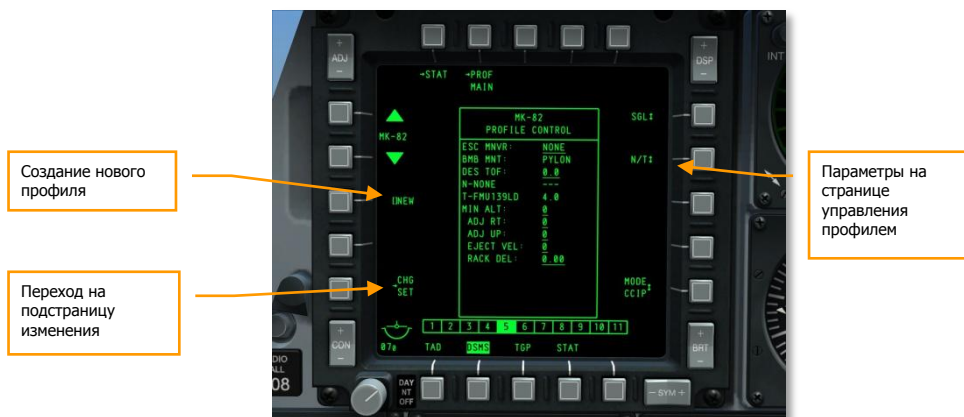 ADJ
DSP
INT
→STAT
→PROF
MAIN
MK-82
SGL↕
MK-82
PROFILE CONTROL
N/T↕
ESC MNVR: NONE
BMB MNT: PYLON
DES TOF: 0.0
N-NONE ---
T-FMU139LD 4.0
MIN ALT: 0
ADJ RT: 0
ADJ UP: 0
EJECT VEL: 0
RACK DEL: 0.00
[]NEW
→CHG
SET
MODE↕
CCIP
1 2 3 4 5 6 7 8 9 10 11
TAD DSMS TGP STAT
CON
BRT
DAY
NT
OFF
- SYM +
08
Создание нового
профиля
Переход на
подстраницу
изменения
Параметры на
странице
управления
профилем